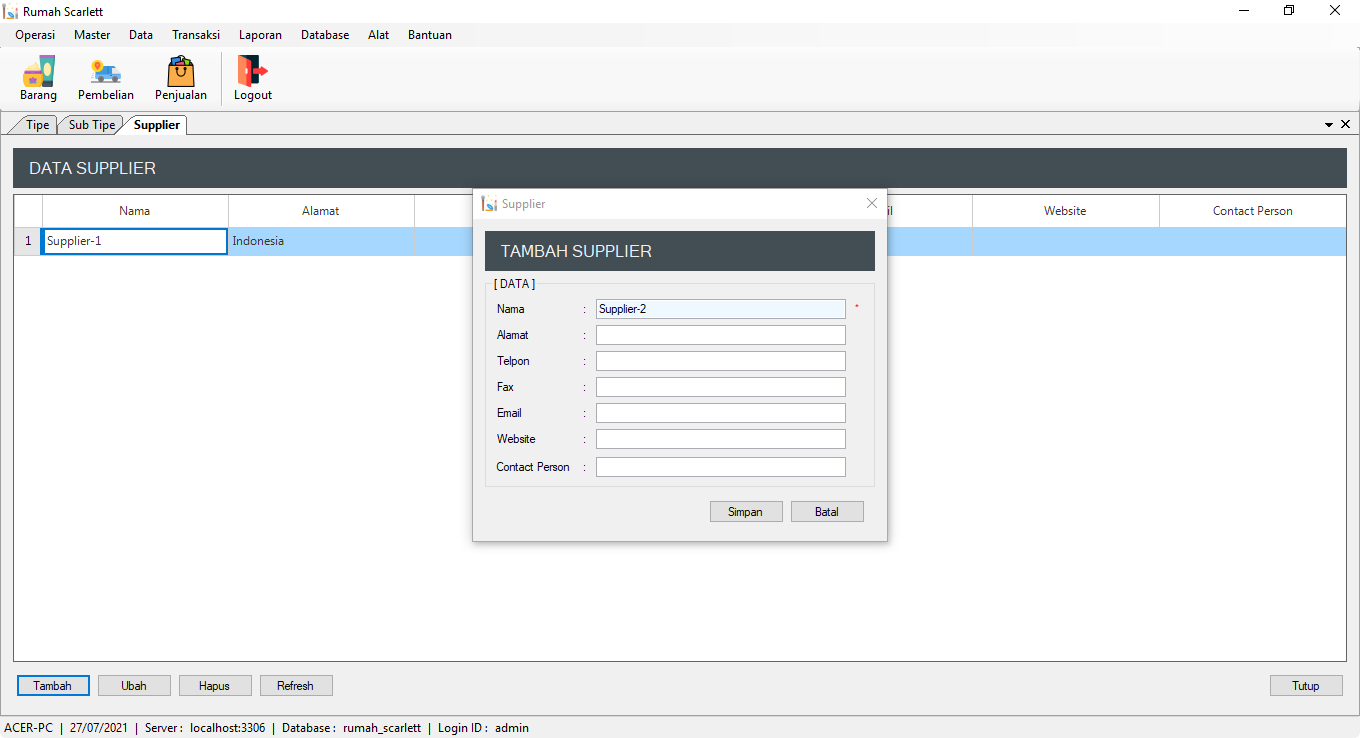 Rumah Scarlett
Operasi Master Data Transaksi Laporan Database Alat Bantuan
Barang Pembelian Penjualan Logout
Tipe Sub Tipe Supplier
DATA SUPPLIER
Nama Alamat il Website Contact Person
1 Supplier-1 Indonesia
Supplier
TAMBAH SUPPLIER
[ DATA ]
Nama : Supplier-2 *
Alamat :
Telpon :
Fax :
Email :
Website :
Contact Person :
Simpan Batal
Tambah Ubah Hapus Refresh Tutup
ACER-PC | 27/07/2021 | Server : localhost:3306 | Database : rumah_scarlett | Login ID : admin